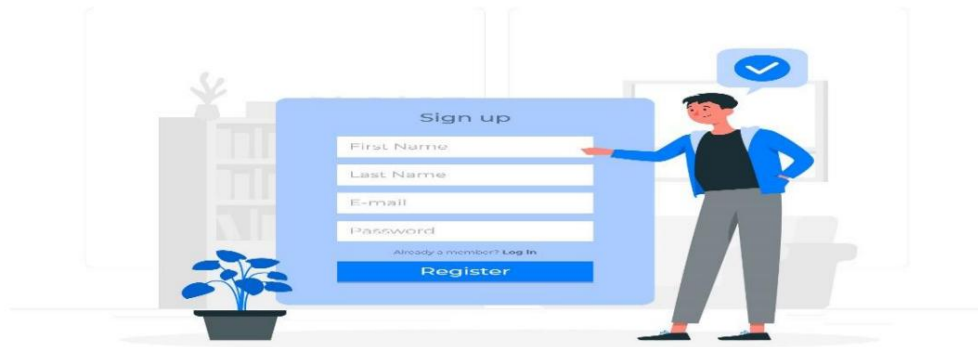 Sign up
First Name
Last Name
E-mail
Password
Already a member? Log In
Register